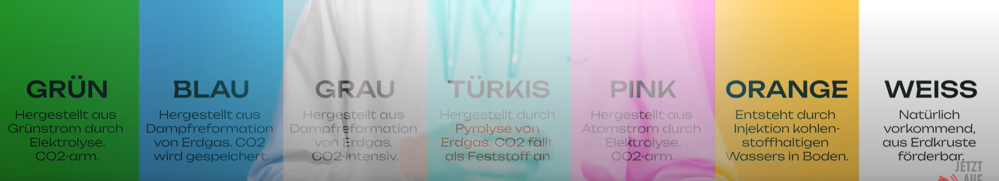 GRÜN
Hergestellt aus
Grünstrom durch
Elektrolyse.
CO2-arm.
BLAU
Hergestellt aus
Dampfreformation
von Erdgas. CO2
wird gespeichert.
GRAU
Hergestellt aus
Dampfreformation
von Erdgas.
CO2-intensiv.
TÜRKIS
Hergestellt durch
Pyrolyse von
Erdgas. CO2 fällt
als Feststoff an.
PINK
Hergestellt aus
Atomstrom durch
Elektrolyse.
CO2-arm.
ORANGE
Entsteht durch
Injektion kohlen-
stoffhaltigen
Wassers in Boden.
WEISS
Natürlich
vorkommend,
aus Erdkruste
förderbar.
JETZT
AUF